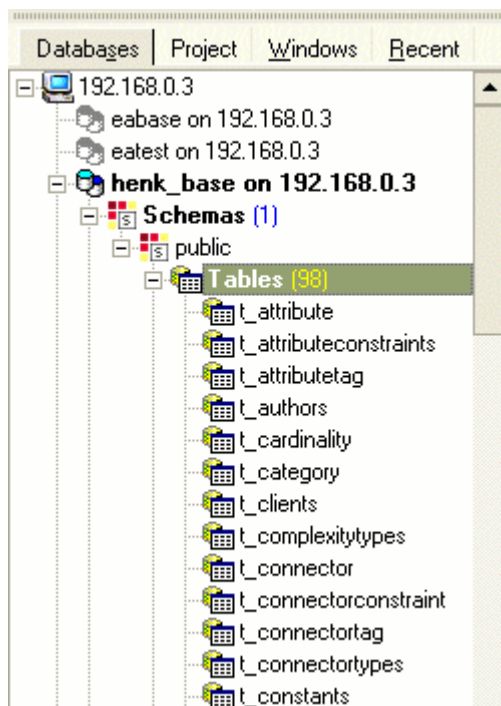 Databases Project Windows Recent
192.168.0.3
eabase on 192.168.0.3
eatest on 192.168.0.3
henk_base on 192.168.0.3
Schemas (1)
public
Tables (98)
t_attribute
t_attributeconstraints
t_attributetag
t_authors
t_cardinality
t_category
t_clients
t_complexitytypes
t_connector
t_connectorconstraint
t_connectortag
t_connectortypes
t_constants